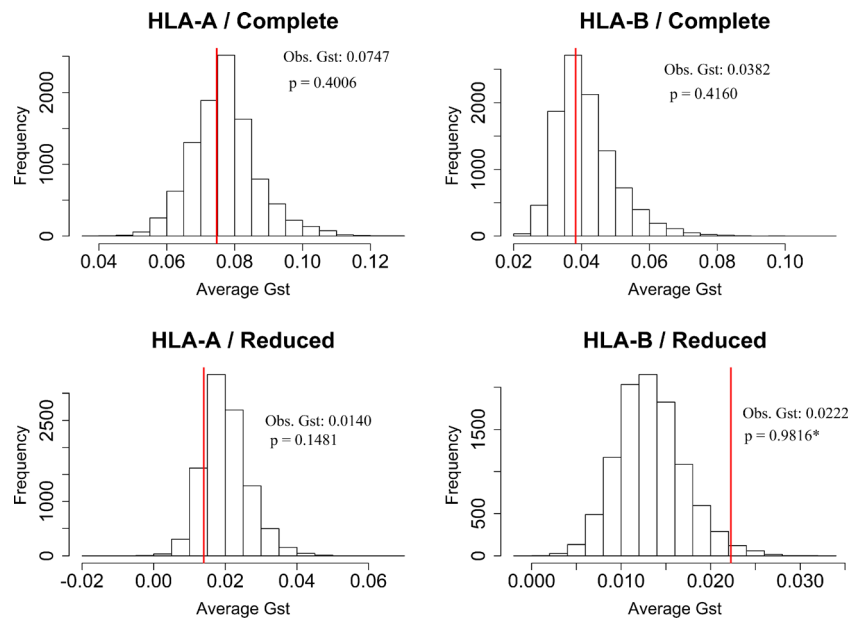 HLA-A / Complete
Obs. Gst: 0.0747
p = 0.4006
Frequency
0 1000 2000
0.04 0.06 0.08 0.10 0.12
Average Gst
HLA-B / Complete
Obs. Gst: 0.0382
p = 0.4160
Frequency
0 1000 2000
0.02 0.04 0.06 0.08 0.10
Average Gst
HLA-A / Reduced
Obs. Gst: 0.0140
p = 0.1481
Frequency
0 1000 2500
-0.02 0.00 0.02 0.04 0.06
Average Gst
HLA-B / Reduced
Obs. Gst: 0.0222
p = 0.9816*
Frequency
0 500 1500
0.000 0.010 0.020 0.030
Average Gst